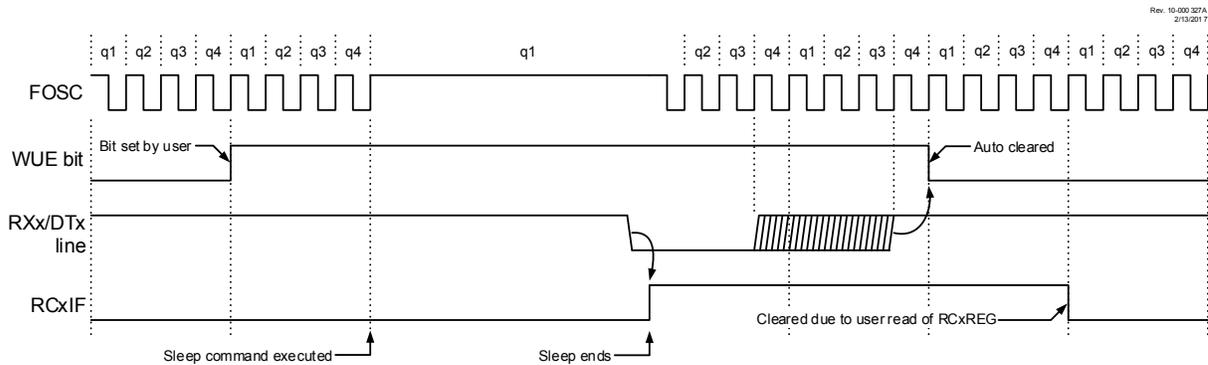 Rev. 10-000 327A
2/13/201 7
q1 q2 q3 q4 q1 q2 q3 q4 q1 q2 q3 q4 q1 q2 q3 q4 q1 q2 q3 q4 q1 q2 q3 q4
FOSC
WUE bit
Bit set by user
Auto cleared
RXx/DTx
line
RCxIF
Cleared due to user read of RCxREG
Sleep command executed
Sleep ends